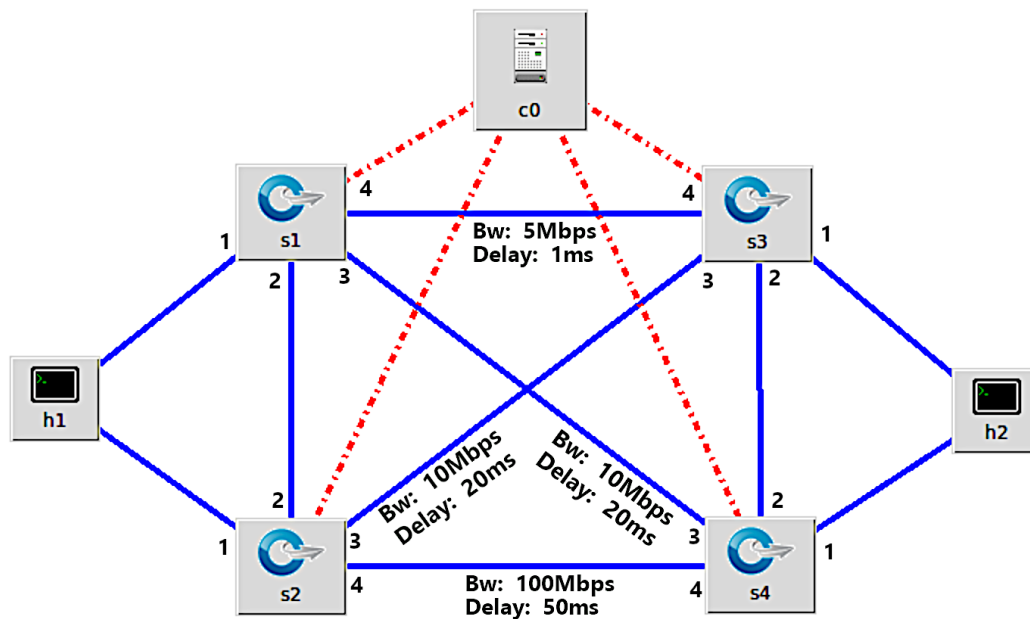 c0
4
4
s1
Bw: 5Mbps
Delay: 1ms
s3
1
2
3
3
2
1
h1
h2
Bw: 10Mbps
Delay: 20ms
Bw: 10Mbps
Delay: 20ms
2
2
1
3
3
1
s2
4
Bw: 100Mbps
Delay: 50ms
4
s4